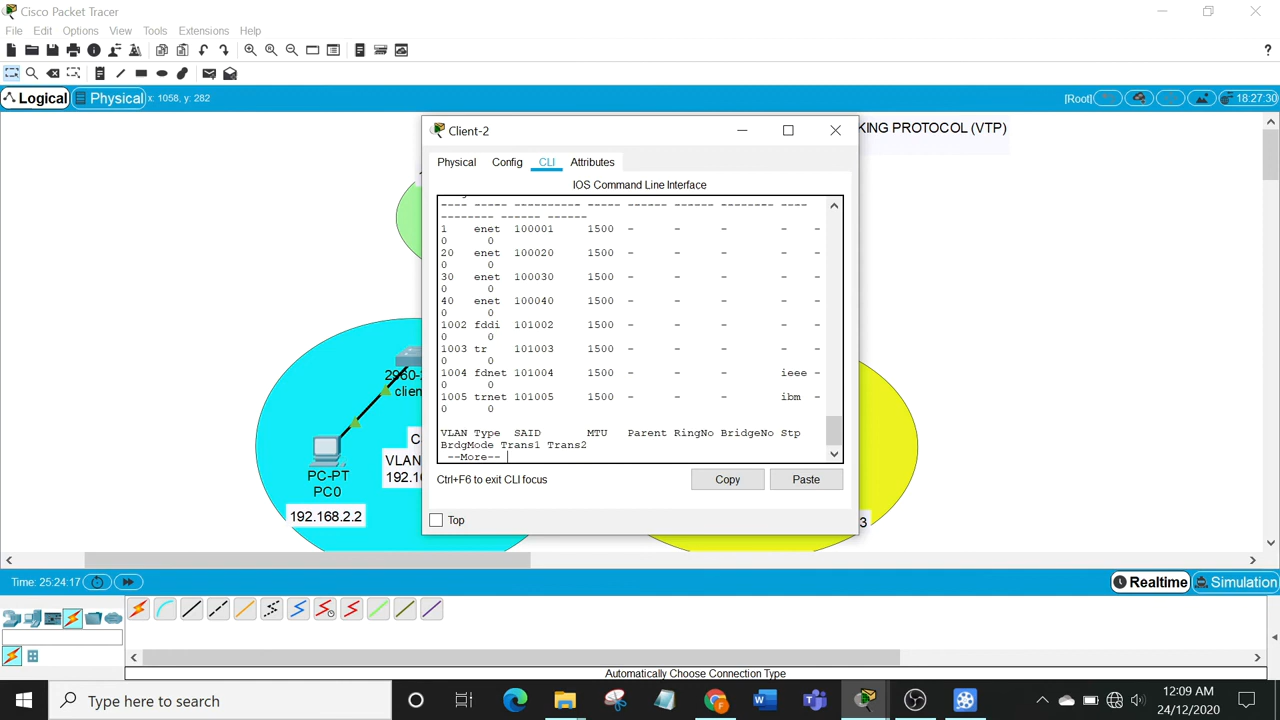 Cisco Packet Tracer
File Edit Options View Tools Extensions Help
?
Logical Physical x: 1058, y: 282 [Root] 18:27:30
KING PROTOCOL (VTP)
Client-2
Physical Config CLI Attributes
IOS Command Line Interface
---- ----- ---------- ----- ------ ------ -------- ----
-------- ------ ------
1 enet 100001 1500 - - - - -
0 0
20 enet 100020 1500 - - - - -
0 0
30 enet 100030 1500 - - - - -
0 0
40 enet 100040 1500 - - - - -
0 0
1002 fddi 101002 1500 - - - - -
0 0
1003 tr 101003 1500 - - - - -
0 0
1004 fdnet 101004 1500 - - - ieee -
0 0
1005 trnet 101005 1500 - - - ibm -
0 0
VLAN Type SAID MTU Parent RingNo BridgeNo Stp
BrdgMode Trans1 Trans2
--More--
Ctrl+F6 to exit CLI focus
Copy Paste
Top
2960-
clien
C
VLAN
192.1
PC-PT
PC0
192.168.2.2
3
Time: 25:24:17
Realtime Simulation
Automatically Choose Connection Type
Type here to search
12:09 AM
24/12/2020